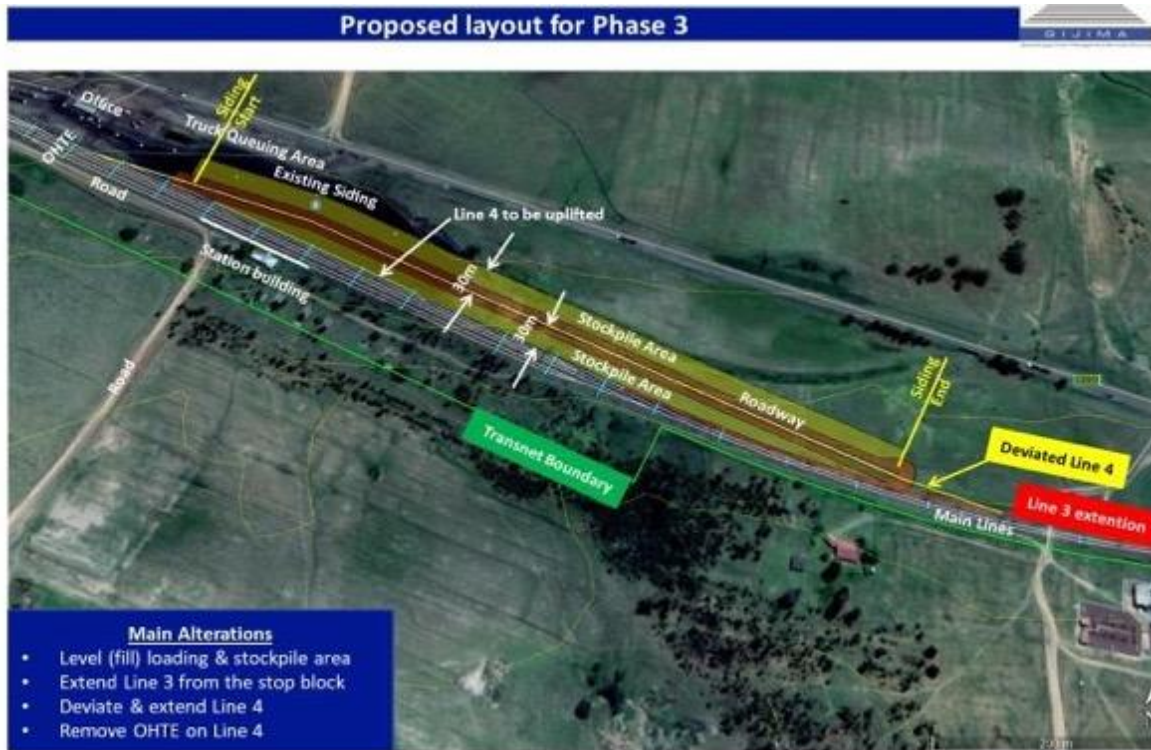 Proposed layout for Phase 3
GIJIMA
Office
Siding
Start
Truck Queuing Area
OHTE
Existing Siding
Road
Line 4 to be uplifted
Station building
30m
30m
Stockpile Area
Stockpile Area
Road
Siding
End
Roadway
Transnet Boundary
Deviated Line 4
Line 3 extention
Main Lines
Main Alterations
• Level (fill) loading & stockpile area
• Extend Line 3 from the stop block
• Deviate & extend Line 4
• Remove OHTE on Line 4